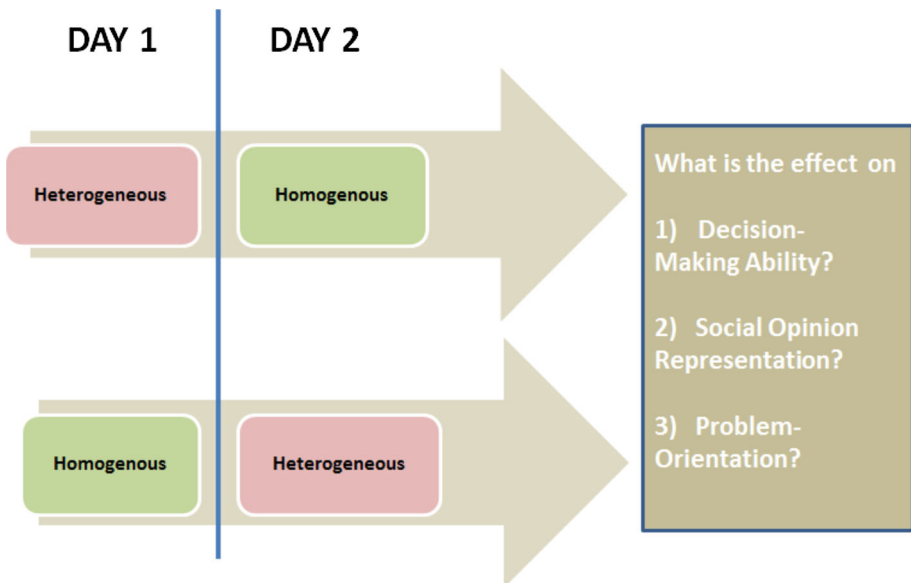 DAY 1
DAY 2
Heterogeneous
Homogenous
Homogenous
Heterogeneous
What is the effect on
1) Decision-
Making Ability?
2) Social Opinion
Representation?
3) Problem-
Orientation?